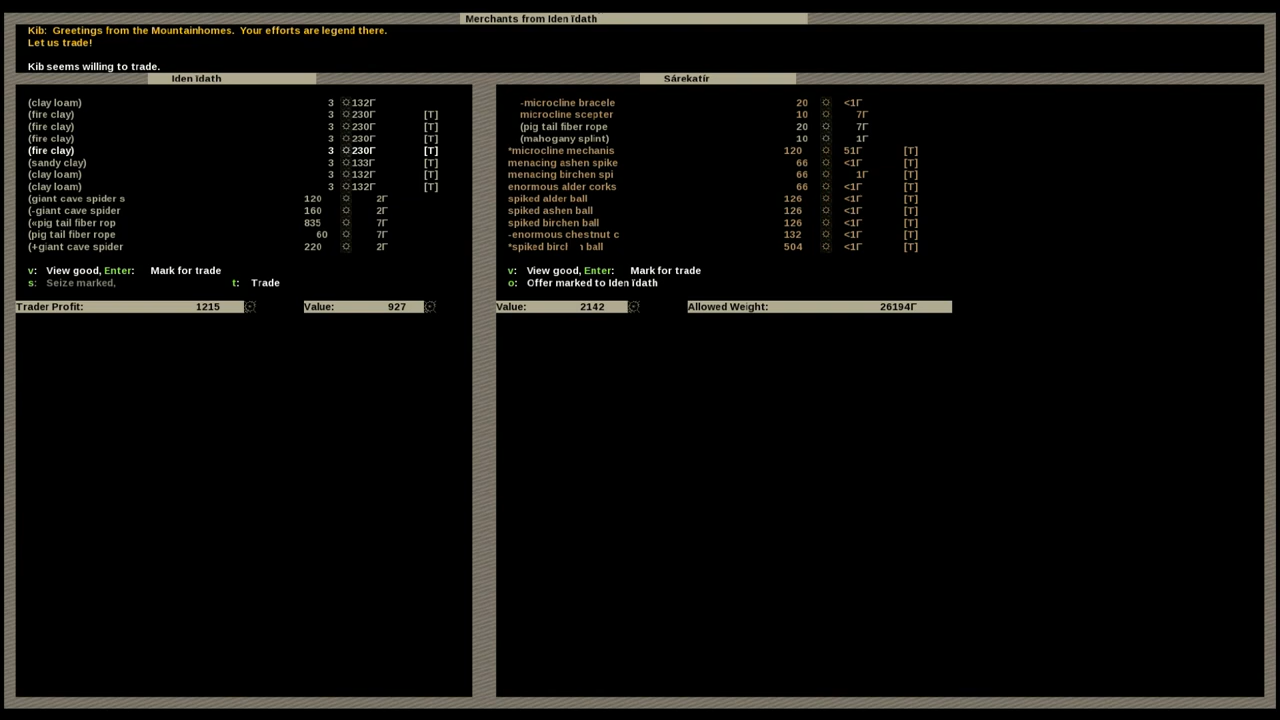 Merchants from Iden Ïdath
Kib: Greetings from the Mountainhomes. Your efforts are legend there.
Let us trade!
Kib seems willing to trade.
Iden Ïdath
(clay loam) 3 ☼132Γ
(fire clay) 3 ☼230Γ [T]
(fire clay) 3 ☼230Γ [T]
(fire clay) 3 ☼230Γ [T]
(fire clay) 3 ☼230Γ [T]
(sandy clay) 3 ☼133Γ [T]
(clay loam) 3 ☼132Γ [T]
(clay loam) 3 ☼132Γ [T]
(giant cave spider s 120 ☼ 2Γ
(-giant cave spider 160 ☼ 2Γ
(«pig tail fiber rop 835 ☼ 7Γ
(pig tail fiber rope 60 ☼ 7Γ
(+giant cave spider 220 ☼ 2Γ
v: View good, Enter: Mark for trade
s: Seize marked, t: Trade
Trader Profit: 1215☼ Value: 927☼
Sárekatír
-microcline bracele 20 ☼ <1Γ
microcline scepter 10 ☼ 7Γ
(pig tail fiber rope 20 ☼ 7Γ
(mahogany splint) 10 ☼ 1Γ
*microcline mechanis 120 ☼ 51Γ [T]
menacing ashen spike 66 ☼ <1Γ [T]
menacing birchen spi 66 ☼ 1Γ [T]
enormous alder corks 66 ☼ <1Γ [T]
spiked alder ball 126 ☼ <1Γ [T]
spiked ashen ball 126 ☼ <1Γ [T]
spiked birchen ball 126 ☼ <1Γ [T]
-enormous chestnut c 132 ☼ <1Γ [T]
*spiked ball 504 ☼ <1Γ [T]
v: View good, Enter: Mark for trade
o: Offer marked to Iden Ïdath
Value: 2142☼ Allowed Weight: 26194Γ